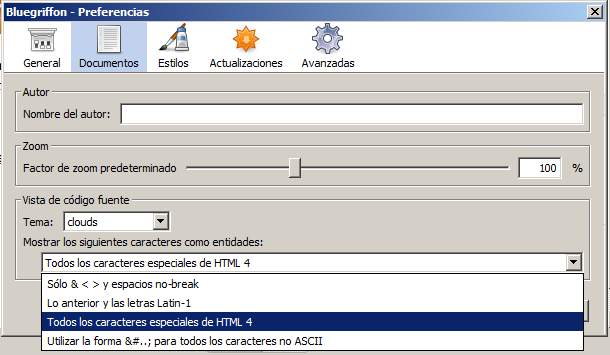 Bluegriffon - Preferencias
General Documentos Estilos Actualizaciones Avanzadas
Autor
Nombre del autor:
Zoom
Factor de zoom predeterminado 100 %
Vista de código fuente
Tema: clouds
Mostrar los siguientes caracteres como entidades:
Todos los caracteres especiales de HTML 4
Sólo & < > y espacios no-break
Lo anterior y las letras Latin-1
Todos los caracteres especiales de HTML 4
Utilizar la forma &#..; para todos los caracteres no ASCII